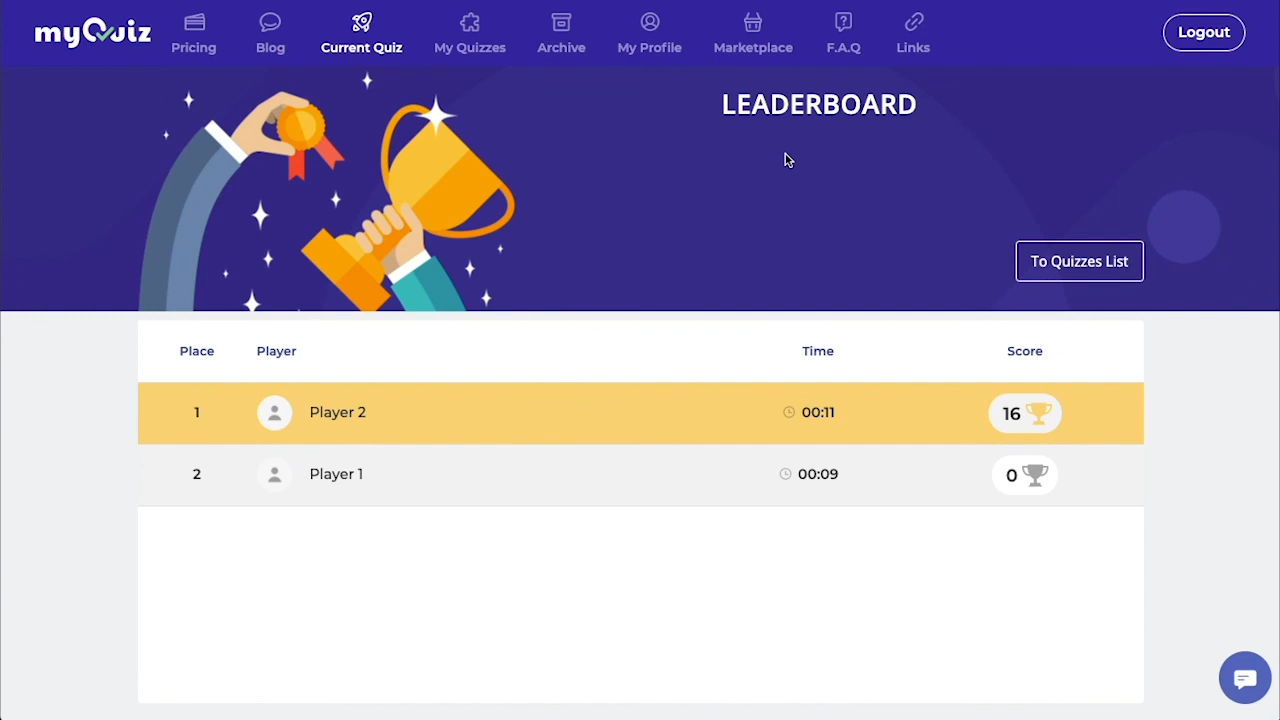 myQuiz
Pricing
Blog
Current Quiz
My Quizzes
Archive
My Profile
Marketplace
F.A.Q
Links
Logout
LEADERBOARD
To Quizzes List
Place Player Time Score
1 Player 2 00:11 16
2 Player 1 00:09 0